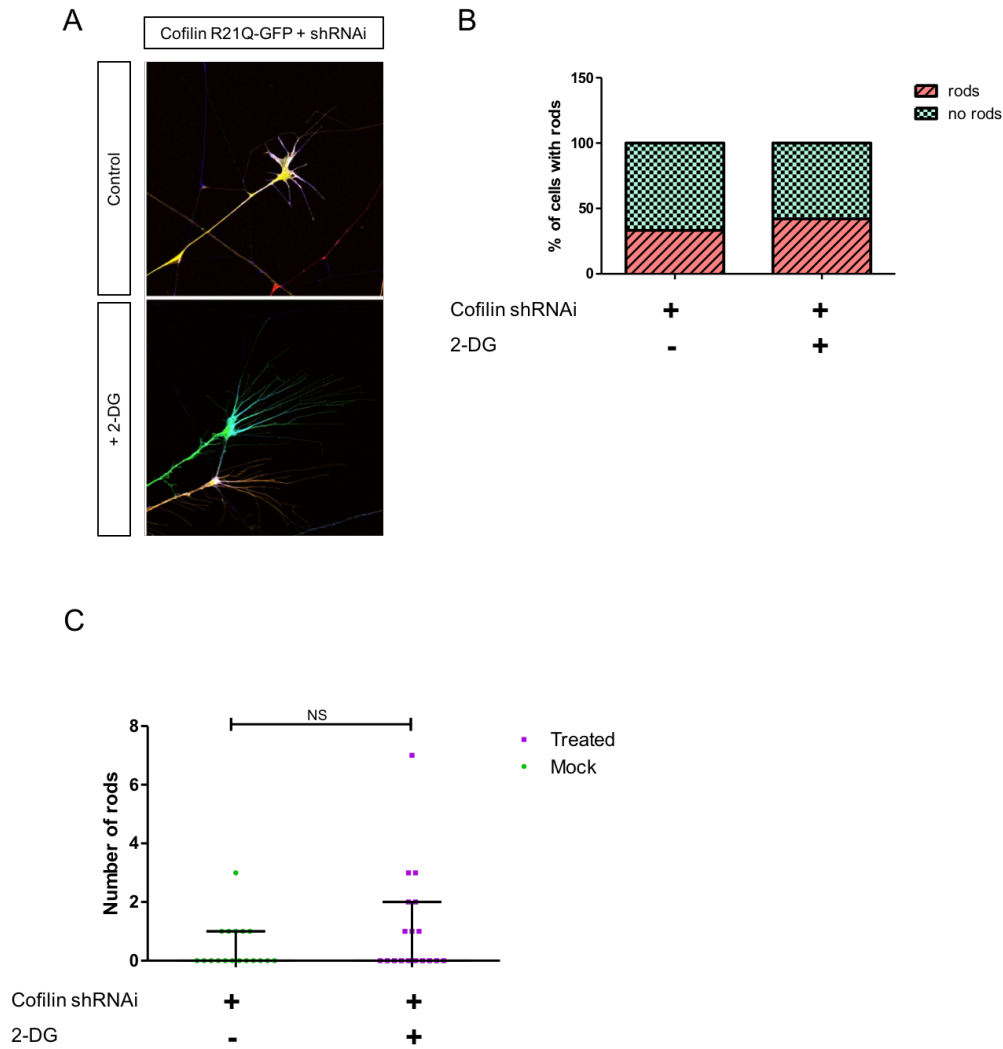 A
Cofilin R21Q-GFP + shRNAi
Control
+ 2-DG
B
150
100
50
0
% of cells with rods
rods
no rods
Cofilin shRNAi + +
2-DG - +
C
NS
8
6
4
2
0
Number of rods
Treated
Mock
Cofilin shRNAi + +
2-DG - +